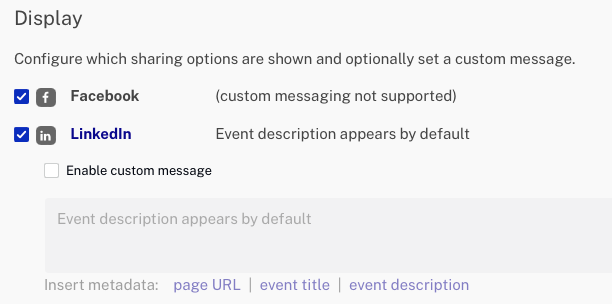 Display
Configure which sharing options are shown and optionally set a custom message.
f Facebook (custom messaging not supported)
in LinkedIn Event description appears by default
Enable custom message
Event description appears by default
Insert metadata: page URL | event title | event description